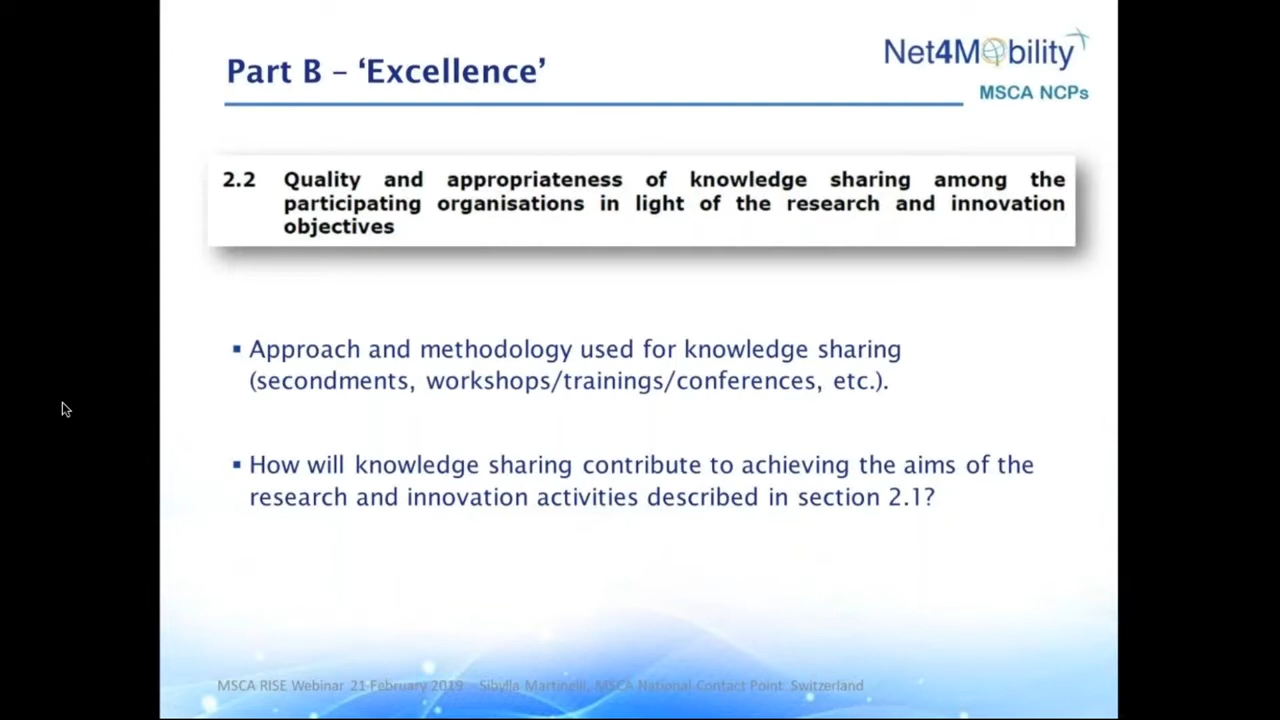 Part B – ‘Excellence’
Net4Mobility
MSCA NCPs
2.2 Quality and appropriateness of knowledge sharing among the
participating organisations in light of the research and innovation
objectives
▪ Approach and methodology used for knowledge sharing
(secondments, workshops/trainings/conferences, etc.).
▪ How will knowledge sharing contribute to achieving the aims of the
research and innovation activities described in section 2.1?
MSCA RISE Webinar 21 February 2019 - Sibylla Martinelli, MSCA National Contact Point Switzerland